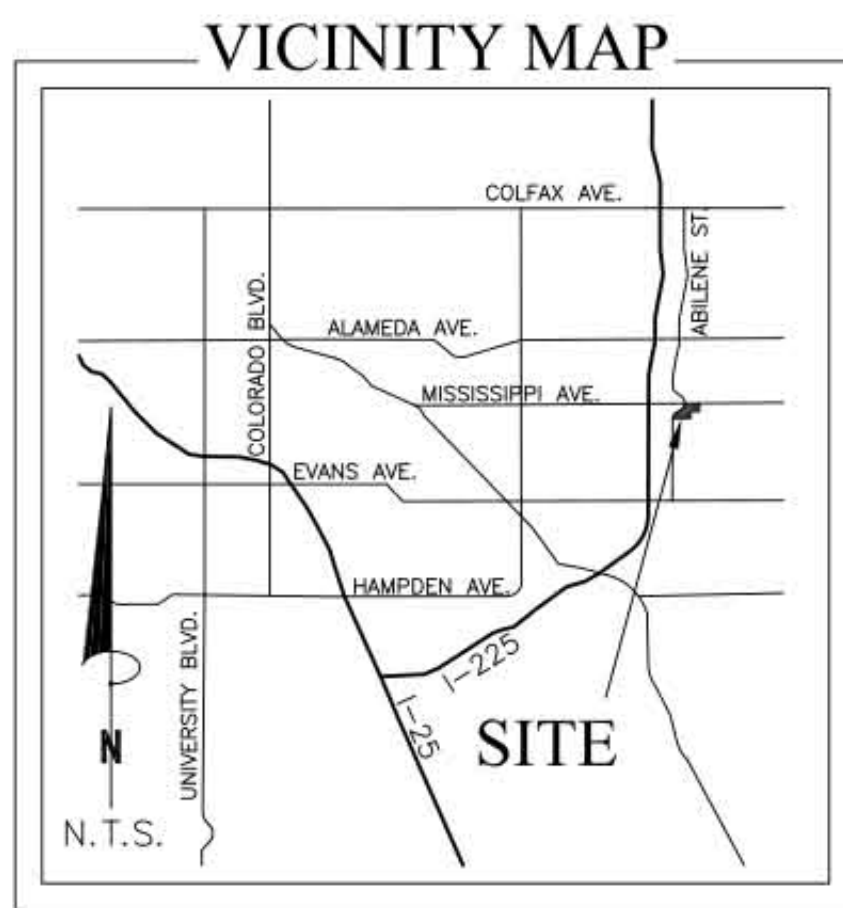 VICINITY MAP
COLFAX AVE.
ABILENE ST.
COLORADO BLVD.
ALAMEDA AVE.
MISSISSIPPI AVE.
EVANS AVE.
HAMPDEN AVE.
UNIVERSITY BLVD.
I-225
I-25
SITE
N
N.T.S.